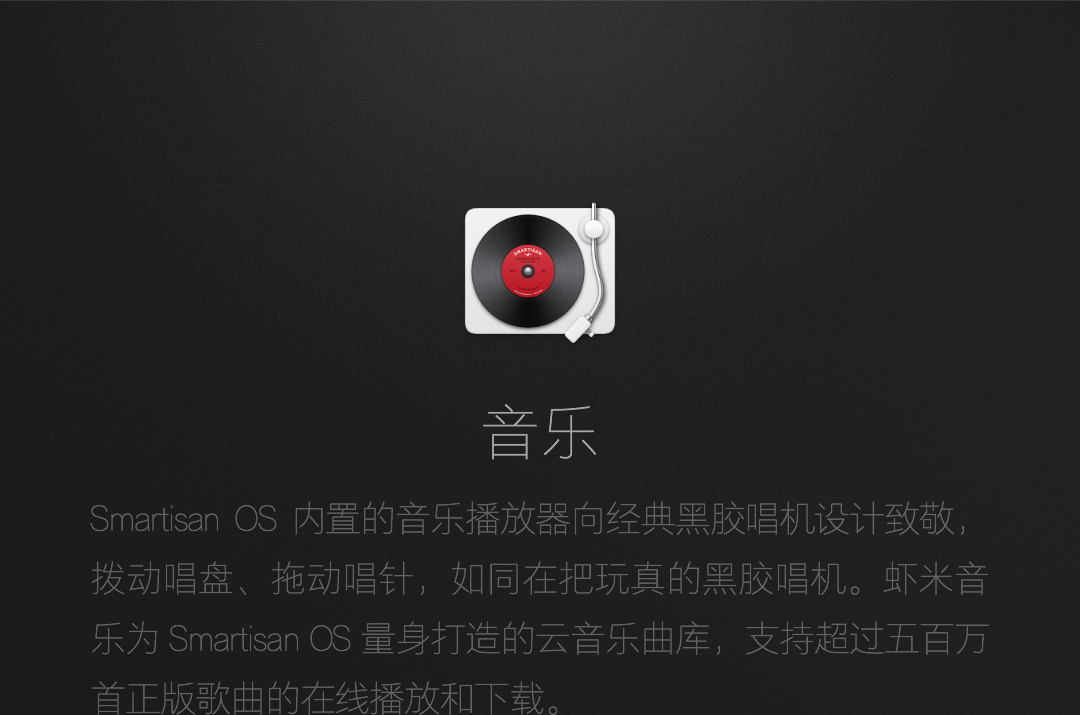 SMARTISAN
音乐
Smartisan OS 内置的音乐播放器向经典黑胶唱机设计致敬，
拨动唱盘、拖动唱针，如同在把玩真的黑胶唱机。虾米音
乐为 Smartisan OS 量身打造的云音乐曲库，支持超过五百万
首正版歌曲的在线播放和下载。